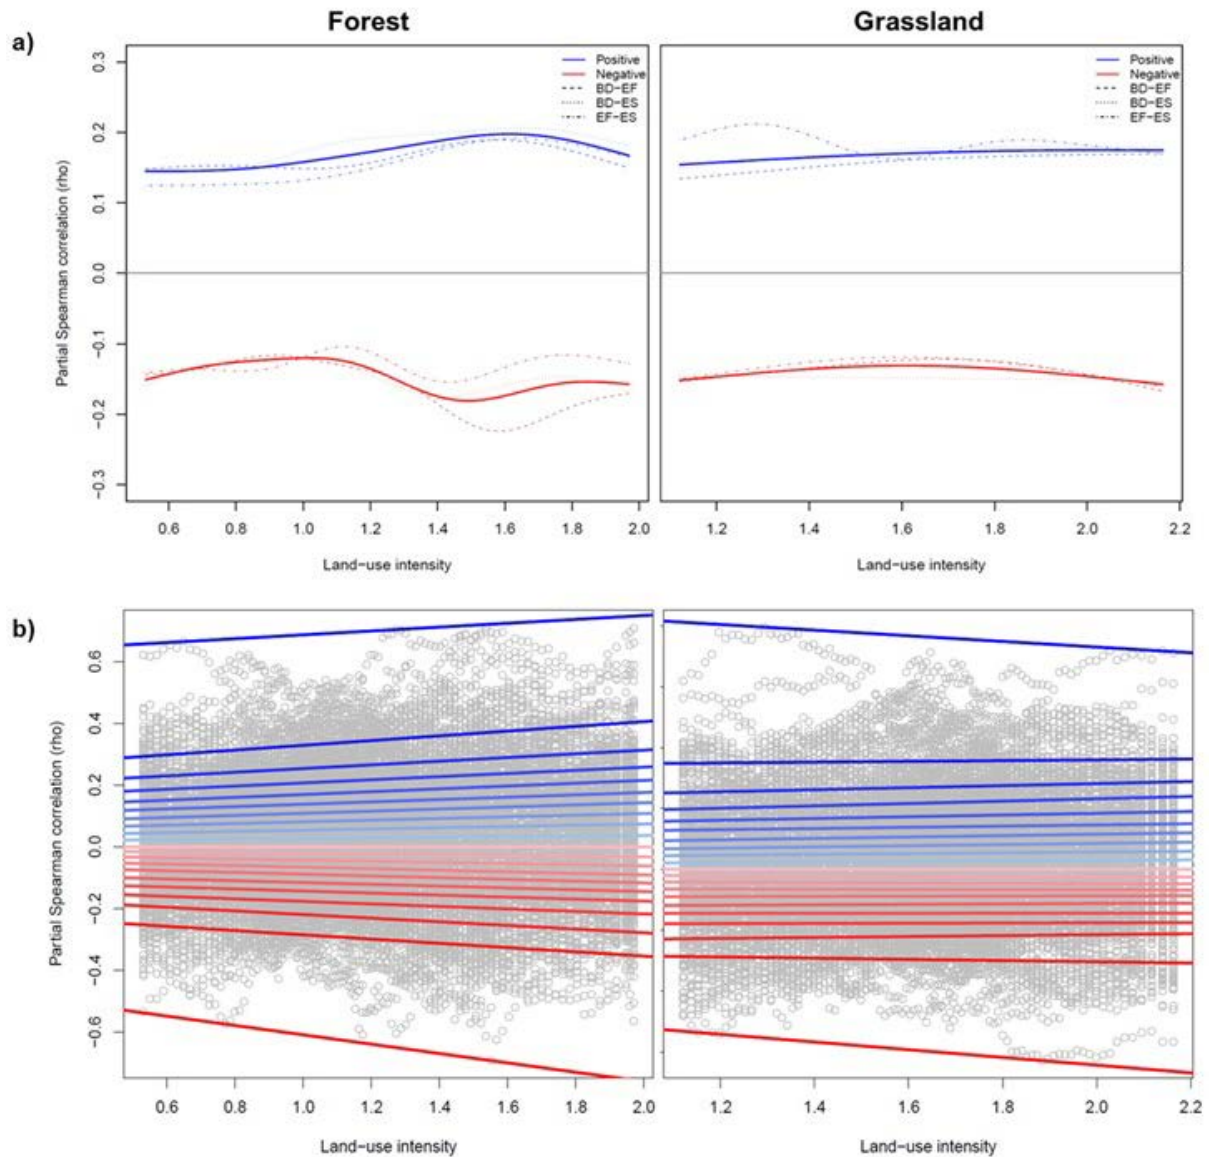 Forest
Grassland
a)
Partial Spearman correlation (rho)
0.3
0.2
0.1
0.0
−0.1
−0.2
−0.3
Positive
Negative
BD−EF
BD−ES
EF−ES
0.6 0.8 1.0 1.2 1.4 1.6 1.8 2.0
Land−use intensity
Positive
Negative
BD−EF
BD−ES
EF−ES
1.2 1.4 1.6 1.8 2.0 2.2
Land−use intensity
b)
Partial Spearman correlation (rho)
0.6
0.4
0.2
0.0
−0.2
−0.4
−0.6
0.6 0.8 1.0 1.2 1.4 1.6 1.8 2.0
Land−use intensity
1.2 1.4 1.6 1.8 2.0 2.2
Land−use intensity